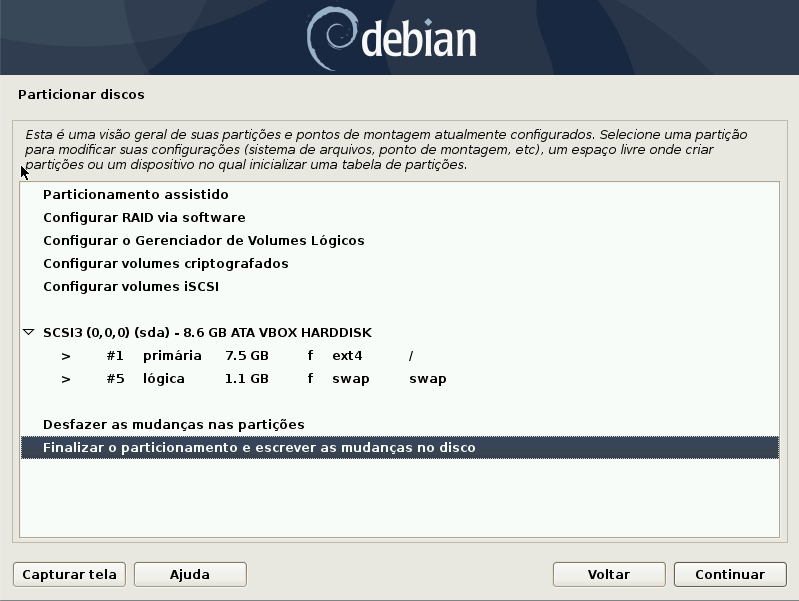 debian
Particionar discos
Esta é uma visão geral de suas partições e pontos de montagem atualmente configurados. Selecione uma partição
para modificar suas configurações (sistema de arquivos, ponto de montagem, etc), um espaço livre onde criar
partições ou um dispositivo no qual inicializar uma tabela de partições.
Particionamento assistido
Configurar RAID via software
Configurar o Gerenciador de Volumes Lógicos
Configurar volumes criptografados
Configurar volumes iSCSI
SCSI3 (0,0,0) (sda) - 8.6 GB ATA VBOX HARDDISK
> #1 primária 7.5 GB f ext4 /
> #5 lógica 1.1 GB f swap swap
Desfazer as mudanças nas partições
Finalizar o particionamento e escrever as mudanças no disco
Capturar tela Ajuda Voltar Continuar